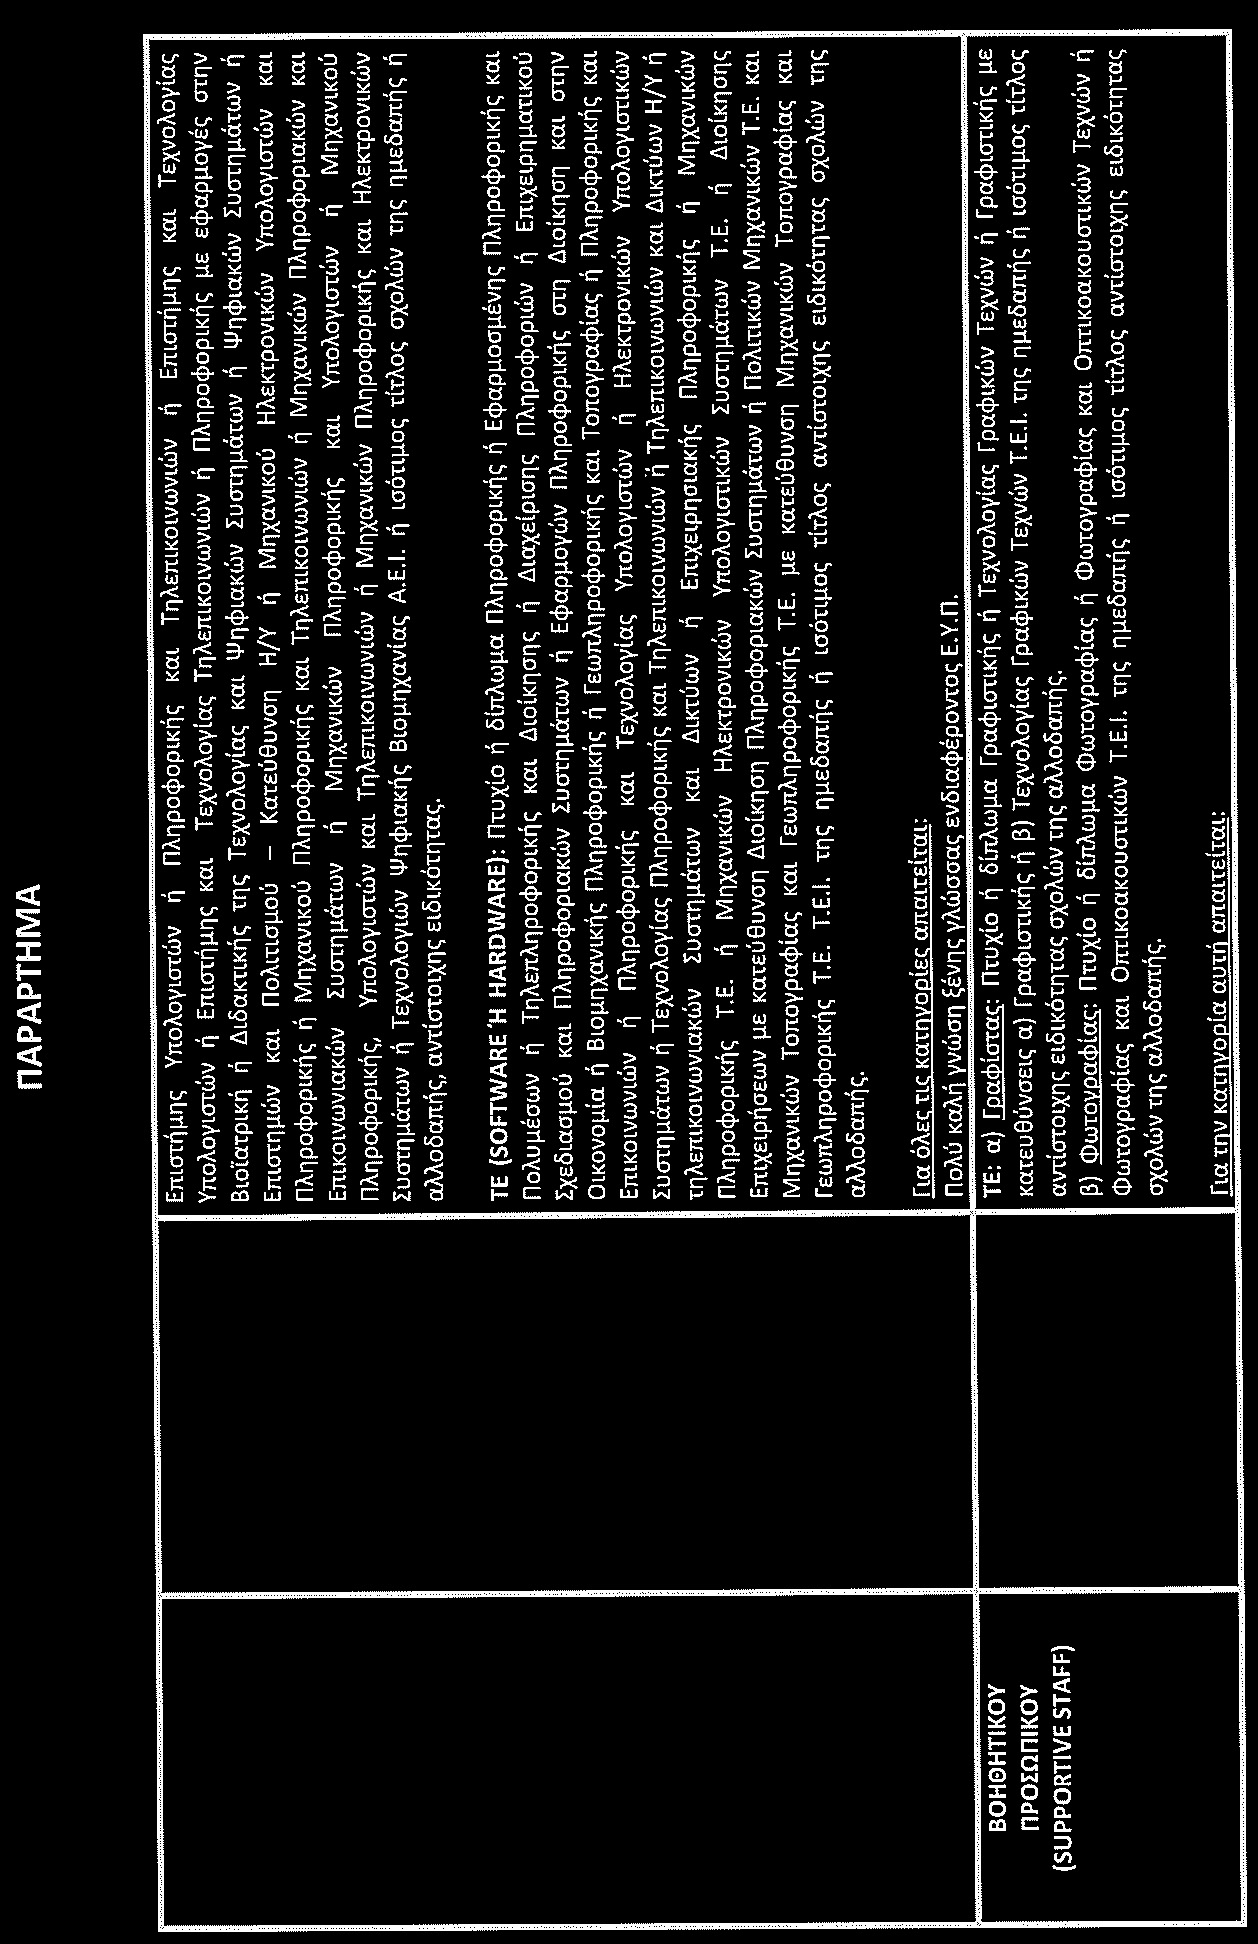 ΠΑΡΑΡΤΗΜΑ
Επιστήμης Υπολογιστών ή Πληροφορικής και Τηλεπικοινωνιών ή Επιστήμης και Τεχνολογίας
Υπολογιστών ή Επιστήμης και Τεχνολογίας Τηλεπικοινωνιών ή Πληροφορικής με εφαρμογές στην
Βιοϊατρική ή Διδακτικής της Τεχνολογίας και Ψηφιακών Συστημάτων ή Ψηφιακών Συστημάτων ή
Επιστημών και Πολιτισμού – Κατεύθυνση Η/Υ ή Μηχανικού Ηλεκτρονικών Υπολογιστών και
Πληροφορικής ή Μηχανικού Πληροφορικής και Τηλεπικοινωνιών ή Μηχανικών Πληροφοριακών και
Επικοινωνιακών Συστημάτων ή Μηχανικών Πληροφορικής και Υπολογιστών ή Μηχανικού
Πληροφορικής, Υπολογιστών και Τηλεπικοινωνιών ή Μηχανικών Πληροφορικής και Ηλεκτρονικών
Συστημάτων ή Τεχνολογιών Ψηφιακής Βιομηχανίας Α.Ε.Ι. ή ισότιμος τίτλος σχολών της ημεδαπής ή
αλλοδαπής, αντίστοιχης ειδικότητας.
ΤΕ (SOFTWARE Ή HARDWARE): Πτυχίο ή δίπλωμα Πληροφορικής ή Εφαρμοσμένης Πληροφορικής και
Πολυμέσων ή Τηλεπληροφορικής και Διοίκησης ή Διαχείρισης Πληροφοριών ή Επιχειρηματικού
Σχεδιασμού και Πληροφοριακών Συστημάτων ή Εφαρμογών Πληροφορικής στη Διοίκηση και στην
Οικονομία ή Βιομηχανικής Πληροφορικής ή Γεωπληροφορικής και Τοπογραφίας ή Πληροφορικής και
Επικοινωνιών ή Πληροφορικής και Τεχνολογίας Υπολογιστών ή Ηλεκτρονικών Υπολογιστικών
Συστημάτων ή Τεχνολογίας Πληροφορικής και Τηλεπικοινωνιών ή Τηλεπικοινωνιών και Δικτύων Η/Υ ή
τηλεπικοινωνιακών Συστημάτων και Δικτύων ή Επιχειρησιακής Πληροφορικής ή Μηχανικών
Πληροφορικής Τ.Ε. ή Μηχανικών Ηλεκτρονικών Υπολογιστικών Συστημάτων Τ.Ε. ή Διοίκησης
Επιχειρήσεων με κατεύθυνση Διοίκηση Πληροφοριακών Συστημάτων ή Πολιτικών Μηχανικών Τ.Ε. και
Μηχανικών Τοπογραφίας και Γεωπληροφορικής Τ.Ε. με κατεύθυνση Μηχανικών Τοπογραφίας και
Γεωπληροφορικής Τ.Ε. Τ.Ε.Ι. της ημεδαπής ή ισότιμος τίτλος αντίστοιχης ειδικότητας σχολών της
αλλοδαπής.
Για όλες τις κατηγορίες απαιτείται:
Πολύ καλή γνώση ξένης γλώσσας ενδιαφέροντος Ε.Υ.Π.
ΒΟΗΘΗΤΙΚΟΥ
ΠΡΟΣΩΠΙΚΟΥ
(SUPPORTIVE STAFF)
ΤΕ: α) Γραφίστας: Πτυχίο ή δίπλωμα Γραφιστικής ή Τεχνολογίας Γραφικών Τεχνών ή Γραφιστικής με
κατευθύνσεις α) Γραφιστικής ή β) Τεχνολογίας Γραφικών Τεχνών Τ.Ε.Ι. της ημεδαπής ή ισότιμος τίτλος
αντίστοιχης ειδικότητας σχολών της αλλοδαπής.
β) Φωτογραφίας: Πτυχίο ή δίπλωμα Φωτογραφίας ή Φωτογραφίας και Οπτικοακουστικών Τεχνών ή
Φωτογραφίας και Οπτικοακουστικών Τ.Ε.Ι. της ημεδαπής ή ισότιμος τίτλος αντίστοιχης ειδικότητας
σχολών της αλλοδαπής.
Για την κατηγορία αυτή απαιτείται: